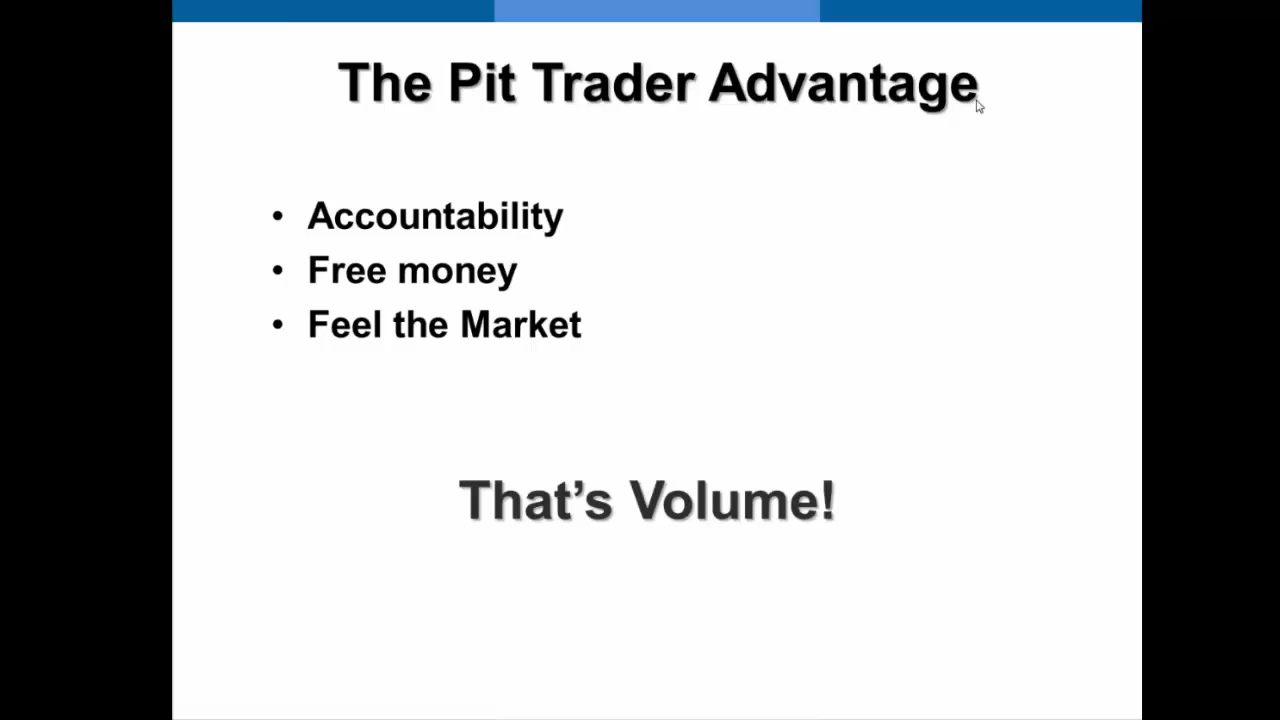 The Pit Trader Advantage
• Accountability
• Free money
• Feel the Market
That’s Volume!